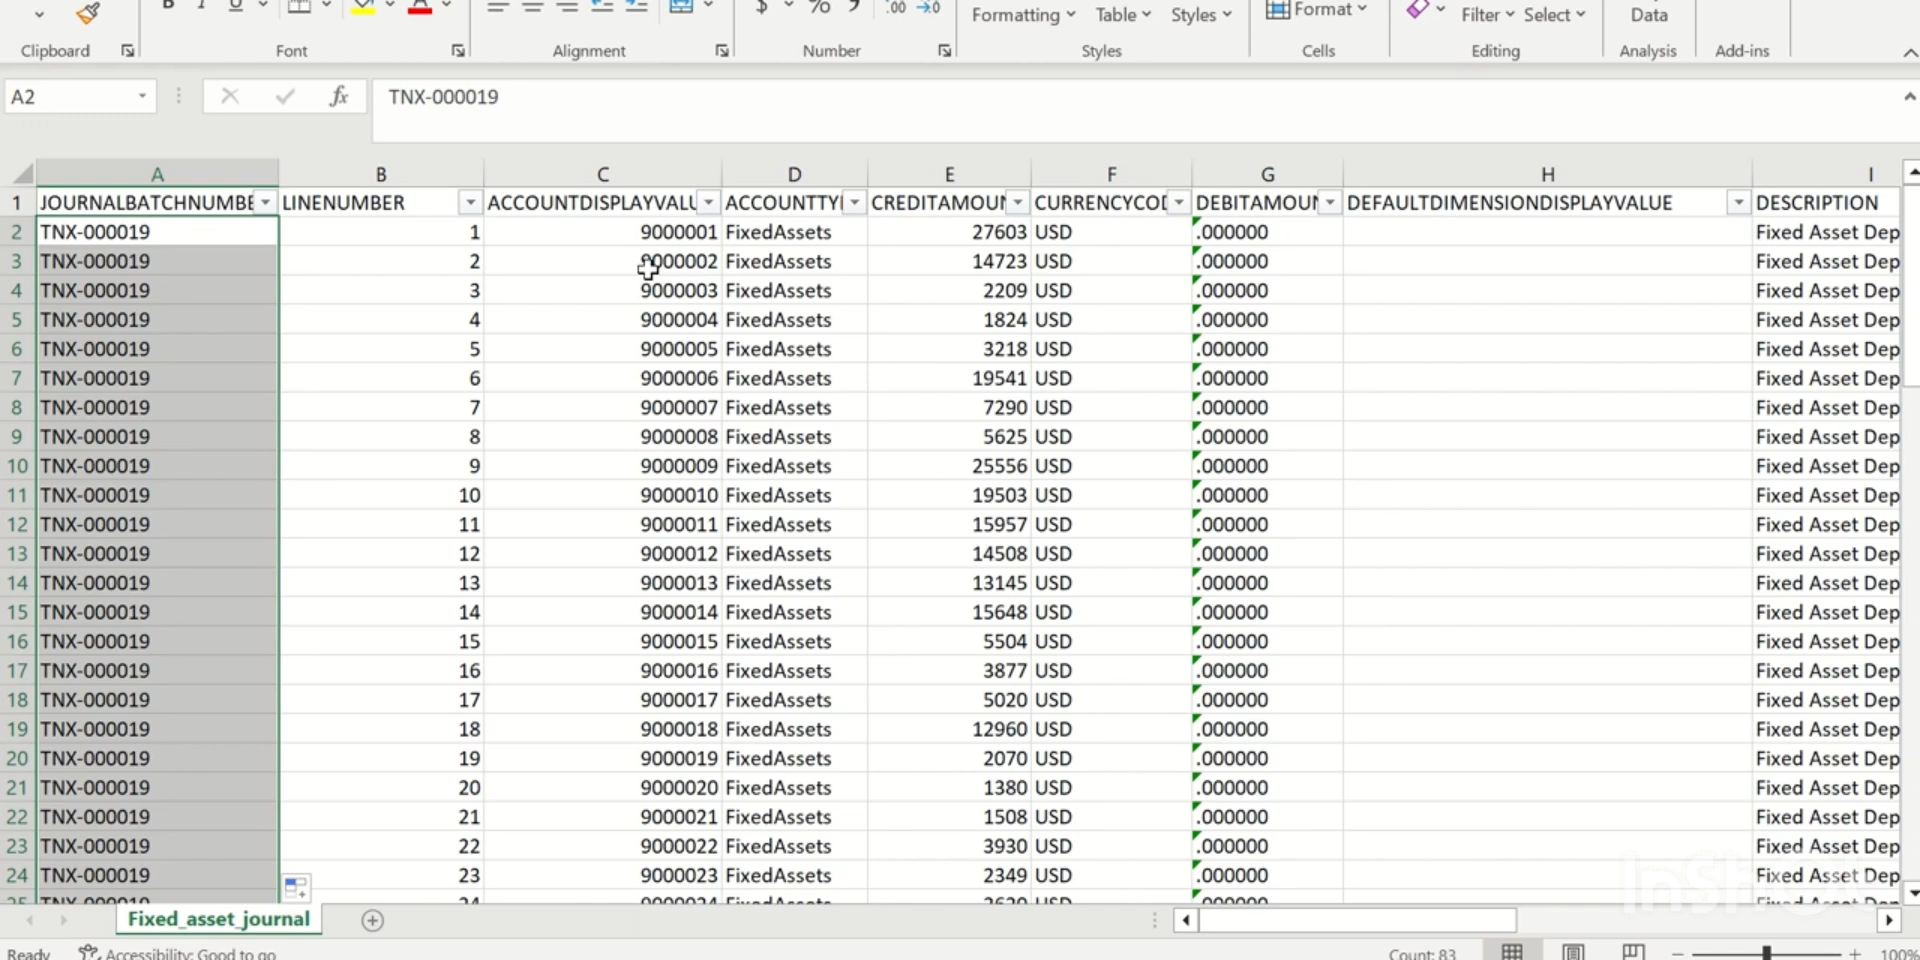 B I U $ % 9 .00 →0
Formatting Table Styles Format Filter Select Data
Clipboard Font Alignment Number Styles Cells Editing Analysis Add-ins
A2 fx TNX-000019
A B C D E F G H I
1 JOURNALBATCHNUMBE LINENUMBER ACCOUNTDISPLAYVALU ACCOUNTTY CREDITAMOU CURRENCYCO DEBITAMOU DEFAULTDIMENSIONDISPLAYVALUE DESCRIPTION
2 TNX-000019 1 9000001 FixedAssets 27603 USD .000000 Fixed Asset Dep
3 TNX-000019 2 9000002 FixedAssets 14723 USD .000000 Fixed Asset Dep
4 TNX-000019 3 9000003 FixedAssets 2209 USD .000000 Fixed Asset Dep
5 TNX-000019 4 9000004 FixedAssets 1824 USD .000000 Fixed Asset Dep
6 TNX-000019 5 9000005 FixedAssets 3218 USD .000000 Fixed Asset Dep
7 TNX-000019 6 9000006 FixedAssets 19541 USD .000000 Fixed Asset Dep
8 TNX-000019 7 9000007 FixedAssets 7290 USD .000000 Fixed Asset Dep
9 TNX-000019 8 9000008 FixedAssets 5625 USD .000000 Fixed Asset Dep
10 TNX-000019 9 9000009 FixedAssets 25556 USD .000000 Fixed Asset Dep
11 TNX-000019 10 9000010 FixedAssets 19503 USD .000000 Fixed Asset Dep
12 TNX-000019 11 9000011 FixedAssets 15957 USD .000000 Fixed Asset Dep
13 TNX-000019 12 9000012 FixedAssets 14508 USD .000000 Fixed Asset Dep
14 TNX-000019 13 9000013 FixedAssets 13145 USD .000000 Fixed Asset Dep
15 TNX-000019 14 9000014 FixedAssets 15648 USD .000000 Fixed Asset Dep
16 TNX-000019 15 9000015 FixedAssets 5504 USD .000000 Fixed Asset Dep
17 TNX-000019 16 9000016 FixedAssets 3877 USD .000000 Fixed Asset Dep
18 TNX-000019 17 9000017 FixedAssets 5020 USD .000000 Fixed Asset Dep
19 TNX-000019 18 9000018 FixedAssets 12960 USD .000000 Fixed Asset Dep
20 TNX-000019 19 9000019 FixedAssets 2070 USD .000000 Fixed Asset Dep
21 TNX-000019 20 9000020 FixedAssets 1380 USD .000000 Fixed Asset Dep
22 TNX-000019 21 9000021 FixedAssets 1508 USD .000000 Fixed Asset Dep
23 TNX-000019 22 9000022 FixedAssets 3930 USD .000000 Fixed Asset Dep
24 TNX-000019 23 9000023 FixedAssets 2349 USD .000000 Fixed Asset Dep
Fixed_asset_journal
Ready Accessibility: Good to go Count: 83 100%